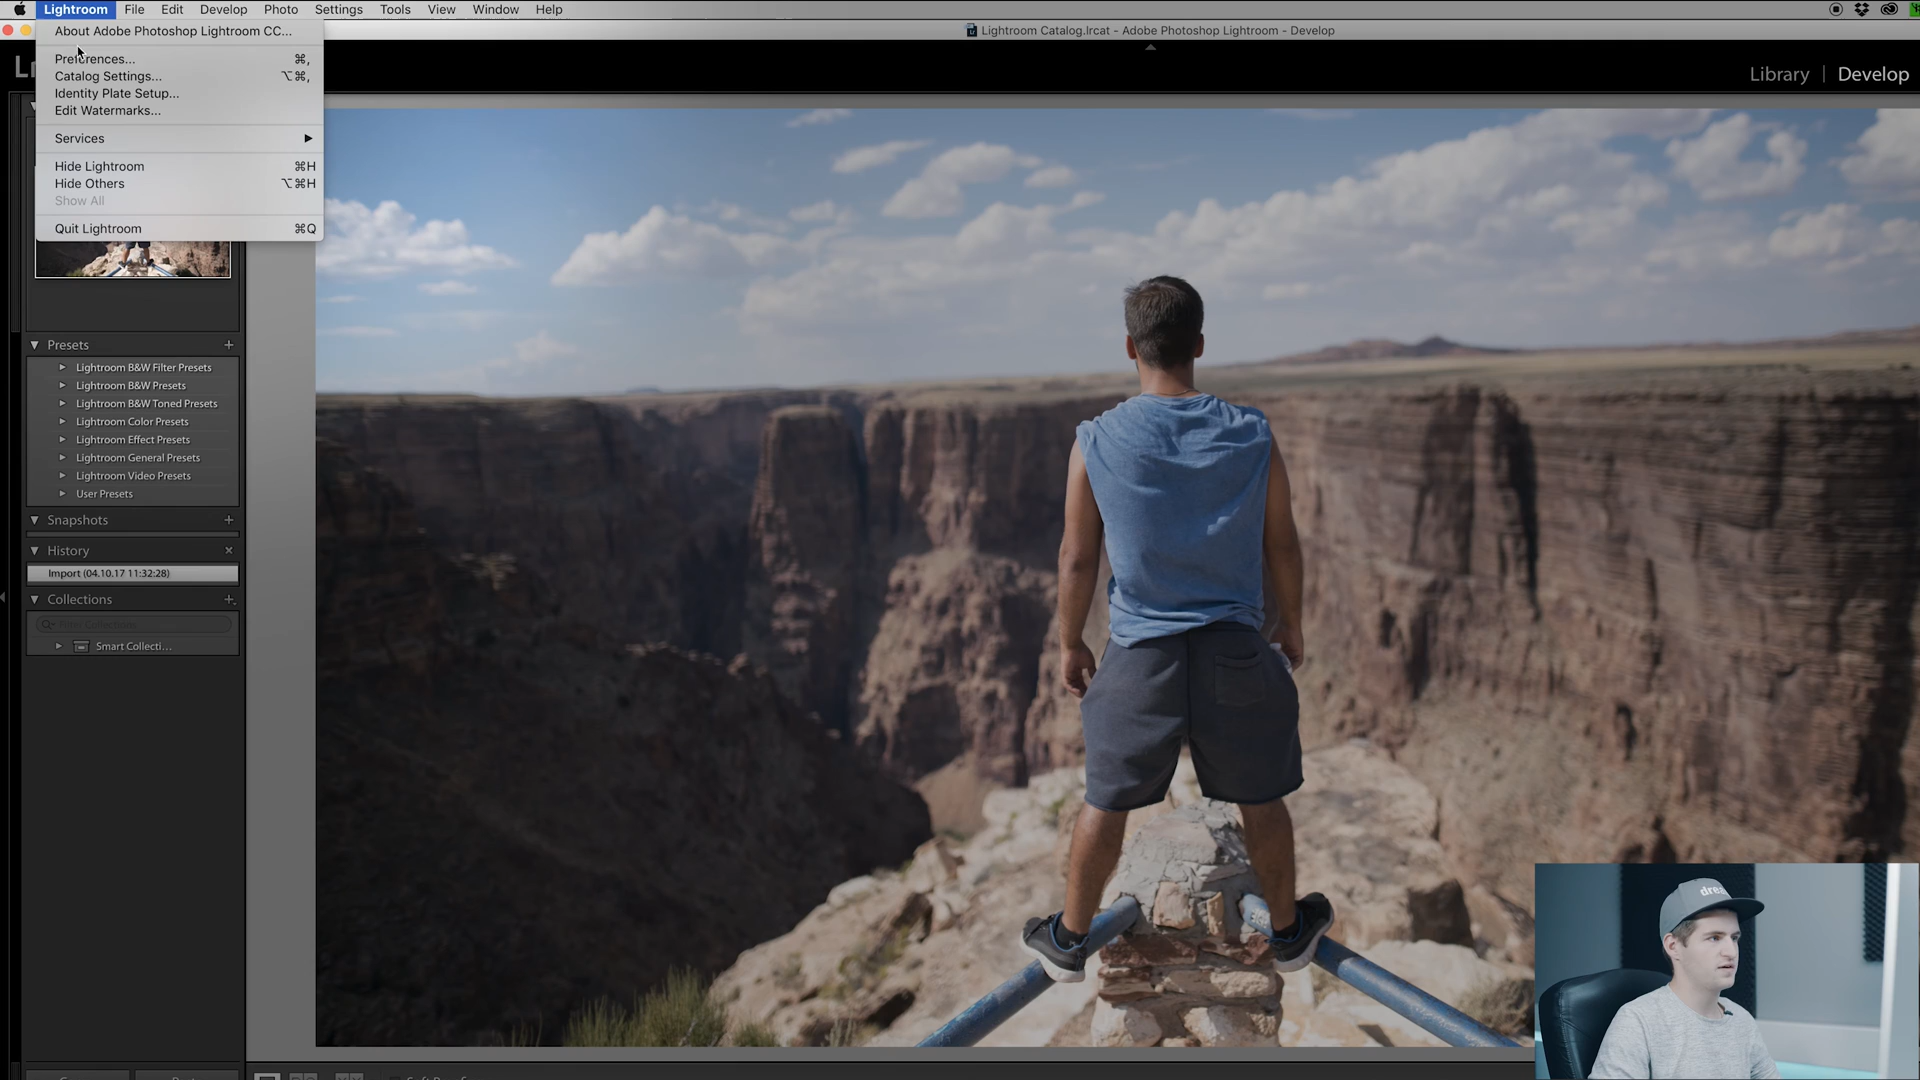 Lightroom File Edit Develop Photo Settings Tools View Window Help
Lightroom Catalog.lrcat - Adobe Photoshop Lightroom - Develop
Library | Develop
About Adobe Photoshop Lightroom CC...
Preferences... ⌘,
Catalog Settings... ⌥⌘,
Identity Plate Setup...
Edit Watermarks...
Services
Hide Lightroom ⌘H
Hide Others ⌥⌘H
Show All
Quit Lightroom ⌘Q
Presets +
Lightroom B&W Filter Presets
Lightroom B&W Presets
Lightroom B&W Toned Presets
Lightroom Color Presets
Lightroom Effect Presets
Lightroom General Presets
Lightroom Video Presets
User Presets
Snapshots +
History ×
Import (04.10.17 11:32:28)
Collections +
Filter Collections
Smart Collecti...